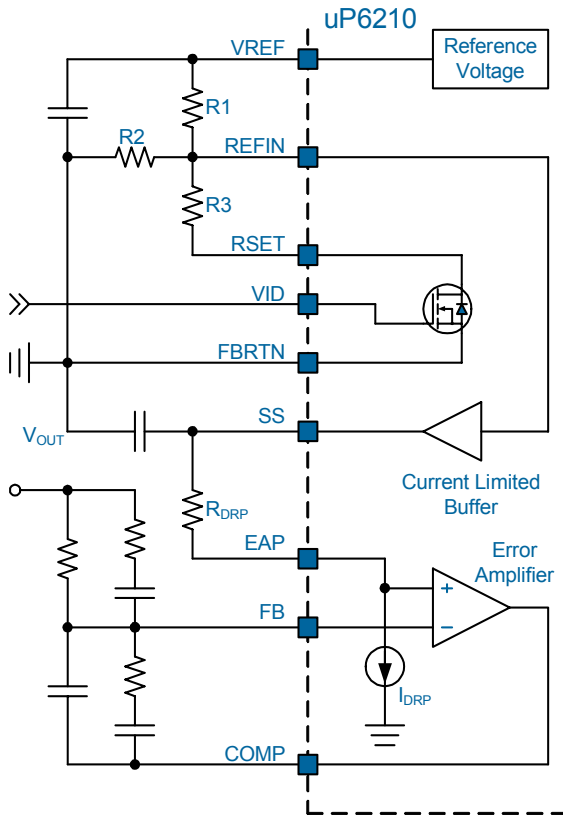 uP6210
VREF
Reference
Voltage
R1
R2
REFIN
R3
RSET
VID
FBRTN
SS
VOUT
Current Limited
Buffer
RDRP
EAP
Error
Amplifier
+
FB
−
IDRP
COMP